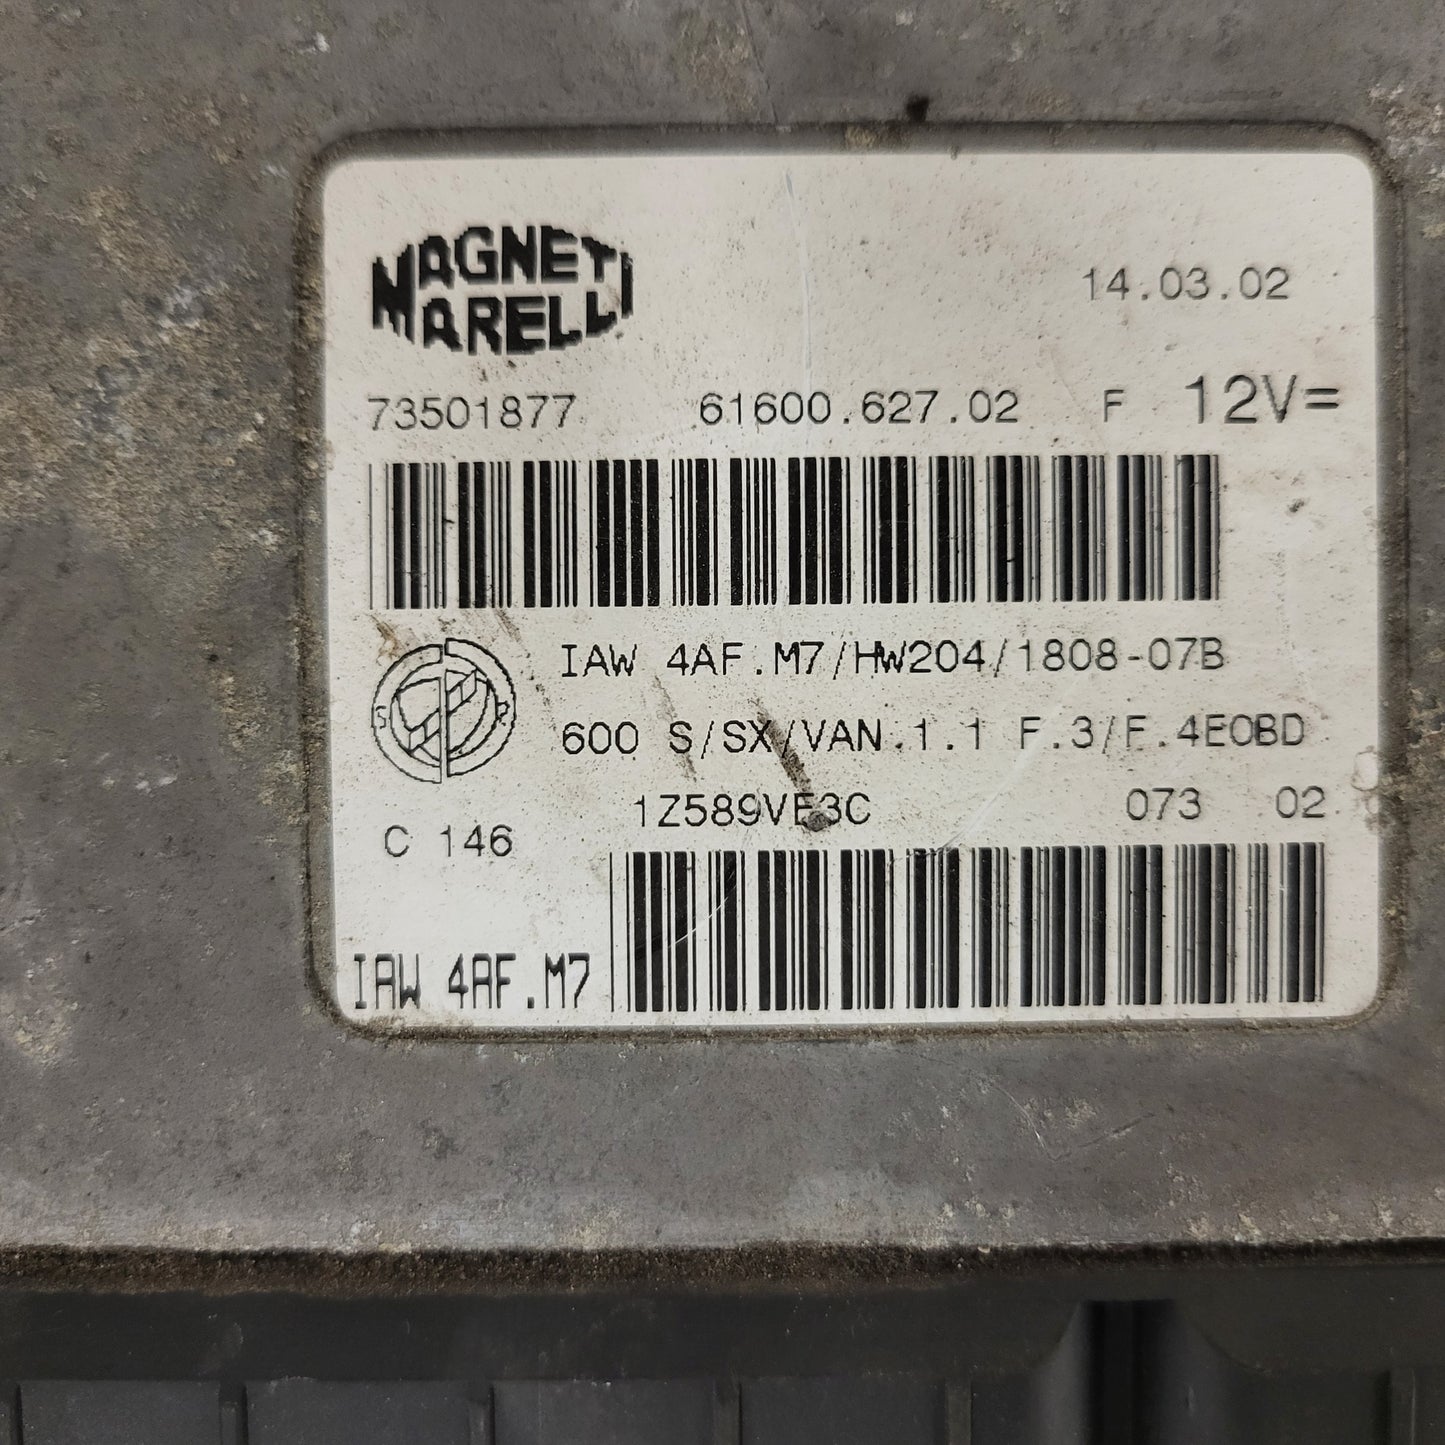 MAGNETI
MARELLI
14.03.02
73501877 61600.627.02 F 12V=
IAW 4AF.M7/HW204/1808-07B
S R
600 S/SX/VAN.1.1 F.3/F.4EOBD
1Z589VE3C 073 02
C 146
IAW 4AF.M7